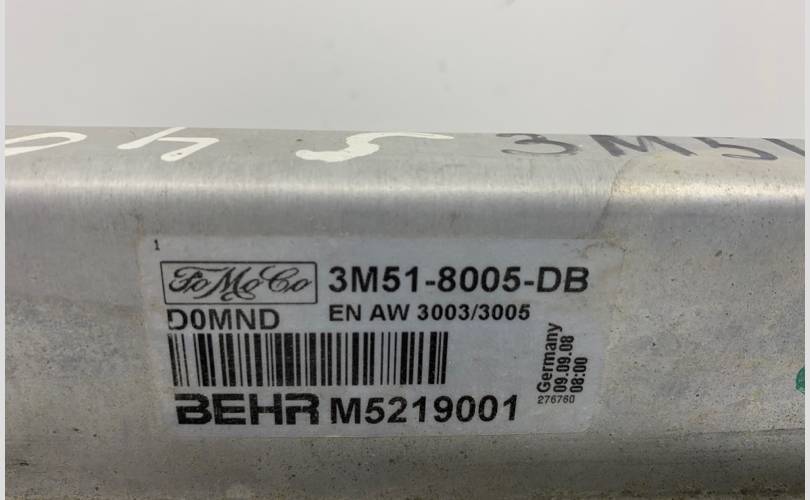 3M51
1
FoMoCo 3M51-8005-DB
D0MND EN AW 3003/3005
BEHR M5219001
Germany
09.09.08
08:00
276760